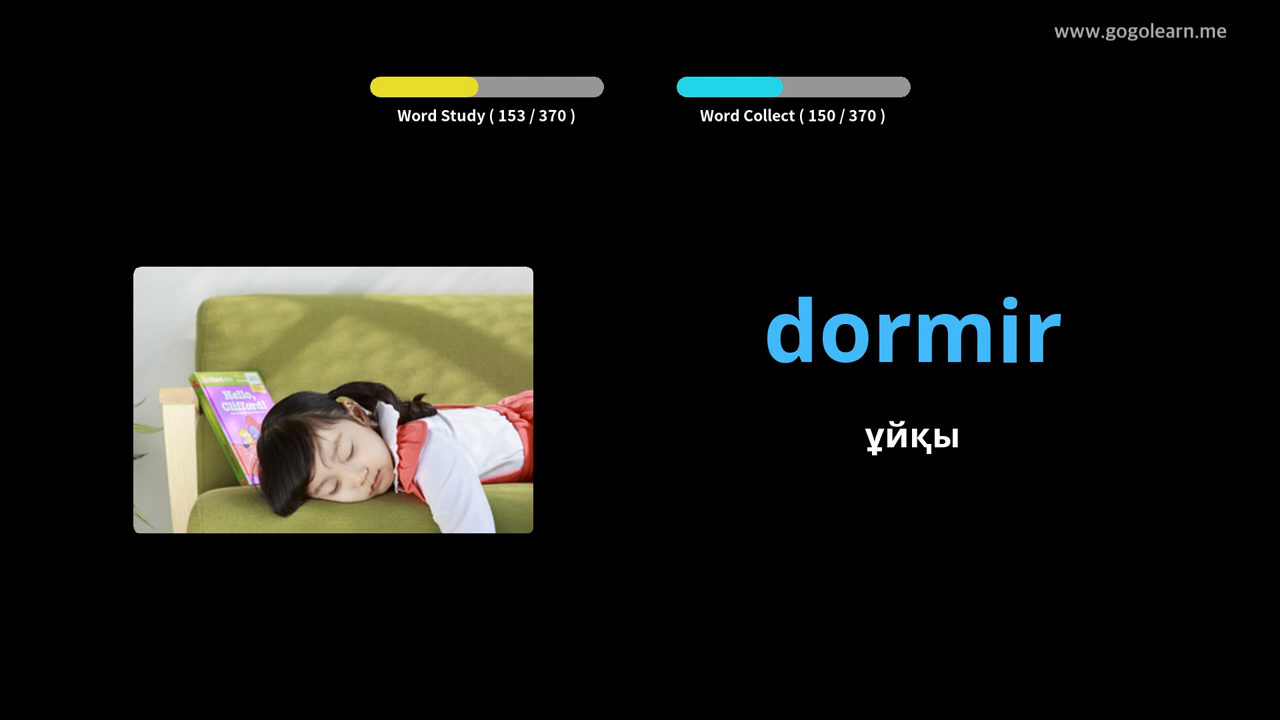 www.gogolearn.me
Word Study ( 153 / 370 )
Word Collect ( 150 / 370 )
Hello,
Clifford!
dormir
ұйқы